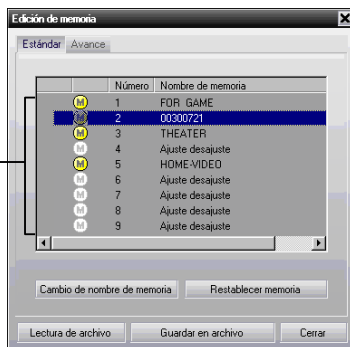 Edición de memoria
Estándar Avance
Número Nombre de memoria
M 1 FOR GAME
M 2 00300721
M 3 THEATER
M 4 Ajuste desajuste
M 5 HOME-VIDEO
M 6 Ajuste desajuste
M 7 Ajuste desajuste
M 8 Ajuste desajuste
M 9 Ajuste desajuste
Cambio de nombre de memoria Restablecer memoria
Lectura de archivo Guardar en archivo Cerrar